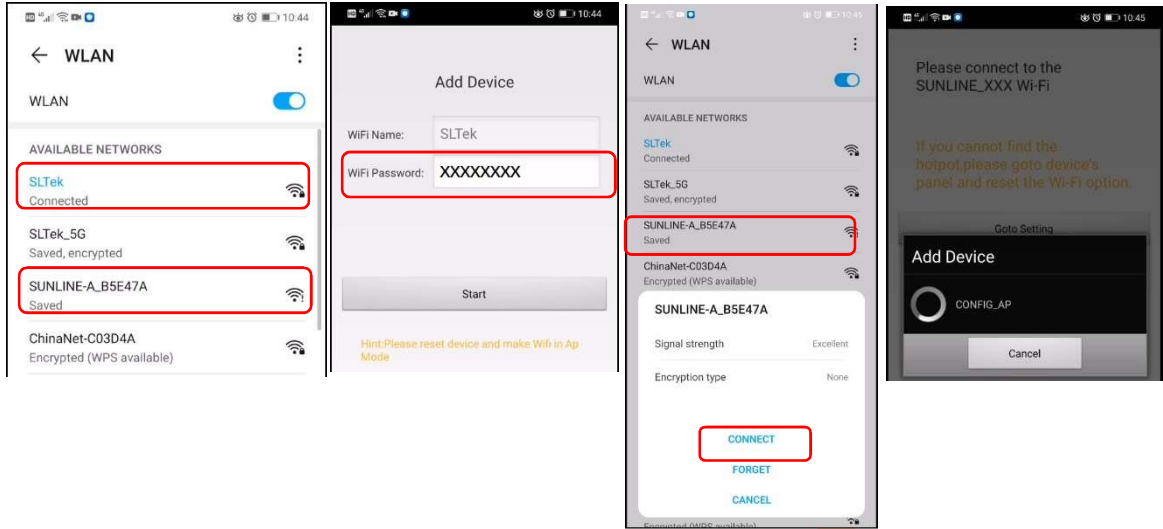 10:44
WLAN
WLAN
AVAILABLE NETWORKS
SLTek
Connected
SLTek_5G
Saved, encrypted
SUNLINE-A_B5E47A
Saved
ChinaNet-C03D4A
Encrypted (WPS available)
10:44
Add Device
WiFi Name: SLTek
WiFi Password: XXXXXXXX
Start
Hint:Please reset device and make Wifi in Ap
Mode
10:45
WLAN
WLAN
AVAILABLE NETWORKS
SLTek
Connected
SLTek_5G
Saved, encrypted
SUNLINE-A_B5E47A
Saved
ChinaNet-C03D4A
Encrypted (WPS available)
SUNLINE-A_B5E47A
Signal strength Excellent
Encryption type None
CONNECT
FORGET
CANCEL
Encrypted (WPS available)
10:45
Please connect to the
SUNLINE_XXX Wi-Fi
If you cannot find the
hotpot,please goto device's
panel and reset the Wi-Fi option
Goto Setting
Add Device
CONFIG_AP
Cancel